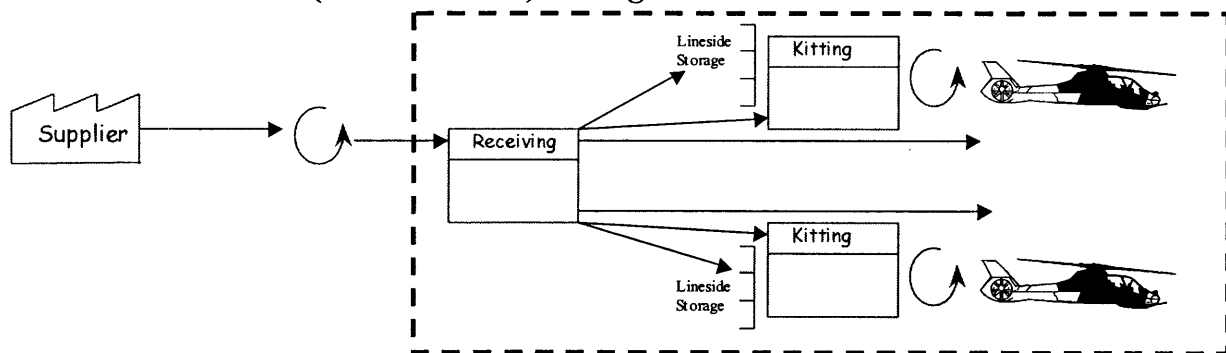 Lineside
Storage
Kitting
Supplier
Receiving
Kitting
Lineside
Storage